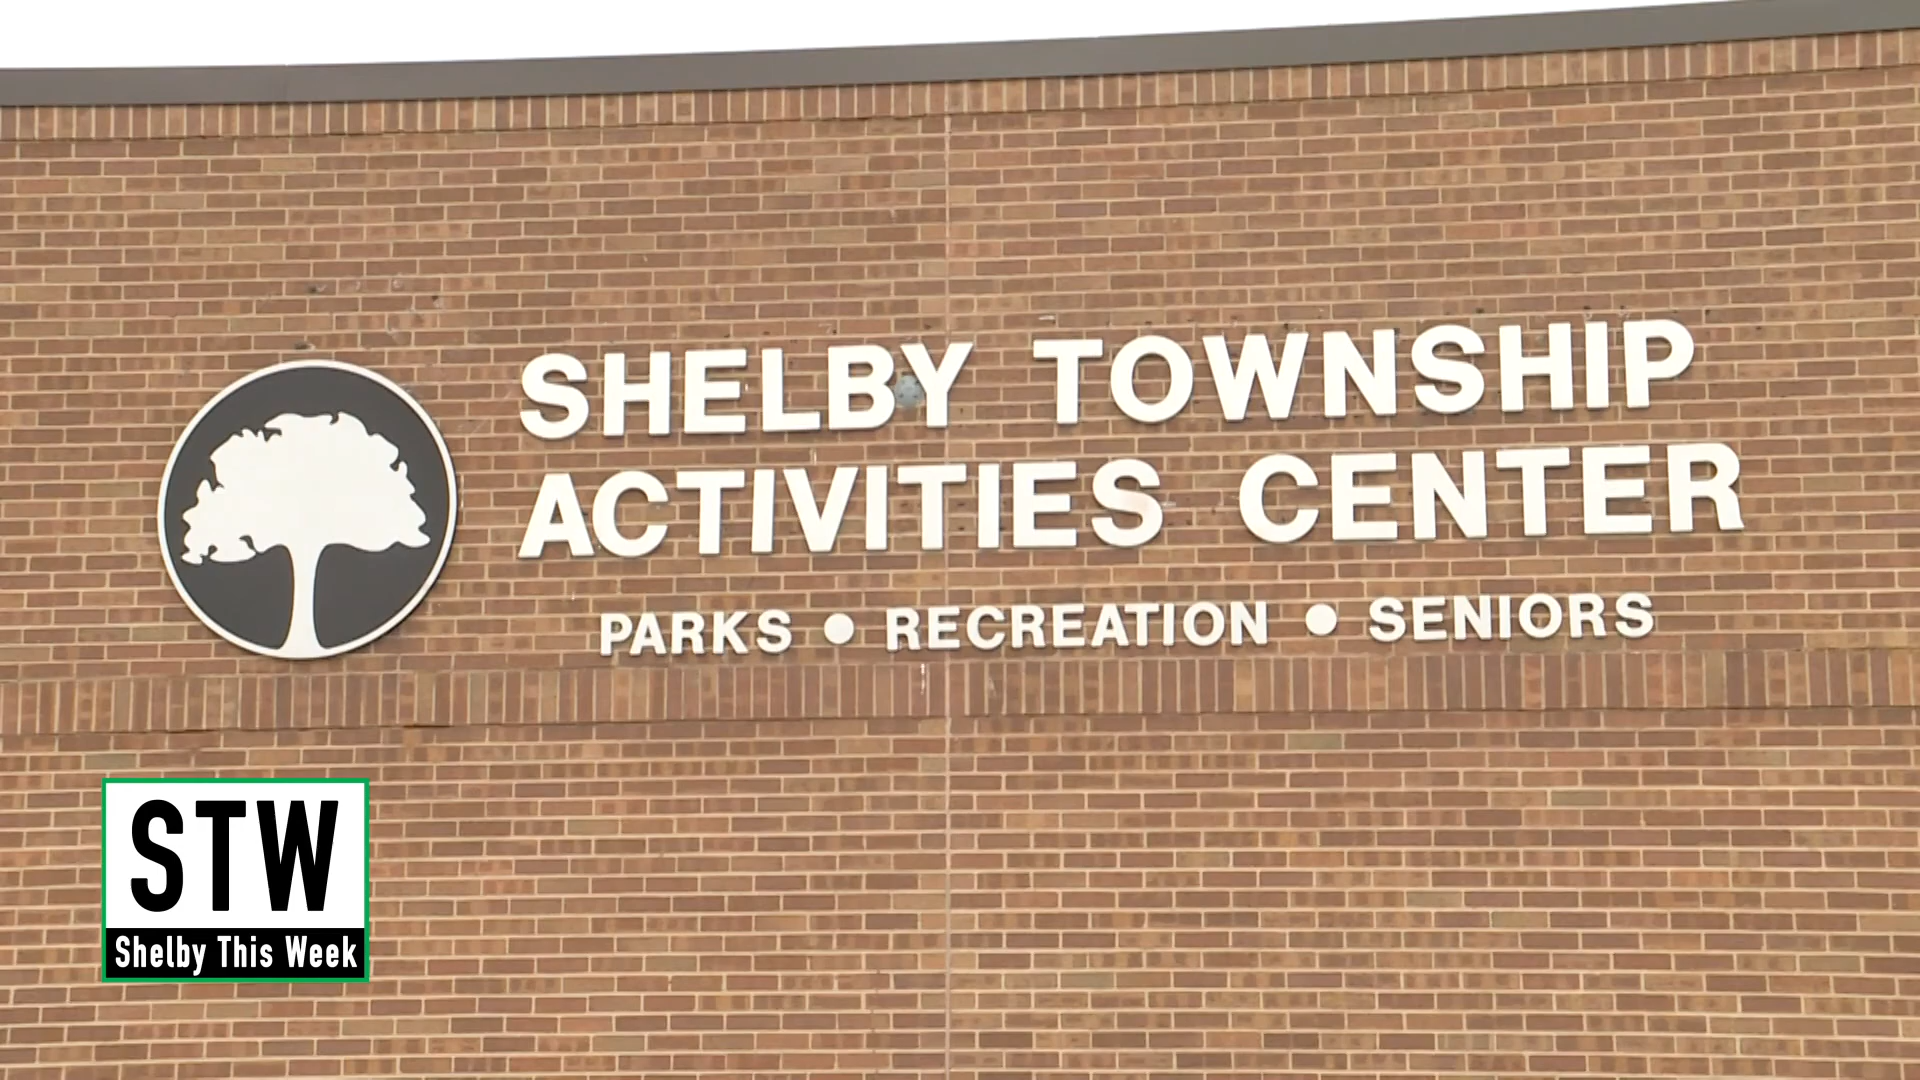 SHELBY TOWNSHIP
ACTIVITIES CENTER
PARKS • RECREATION • SENIORS
STW
Shelby This Week